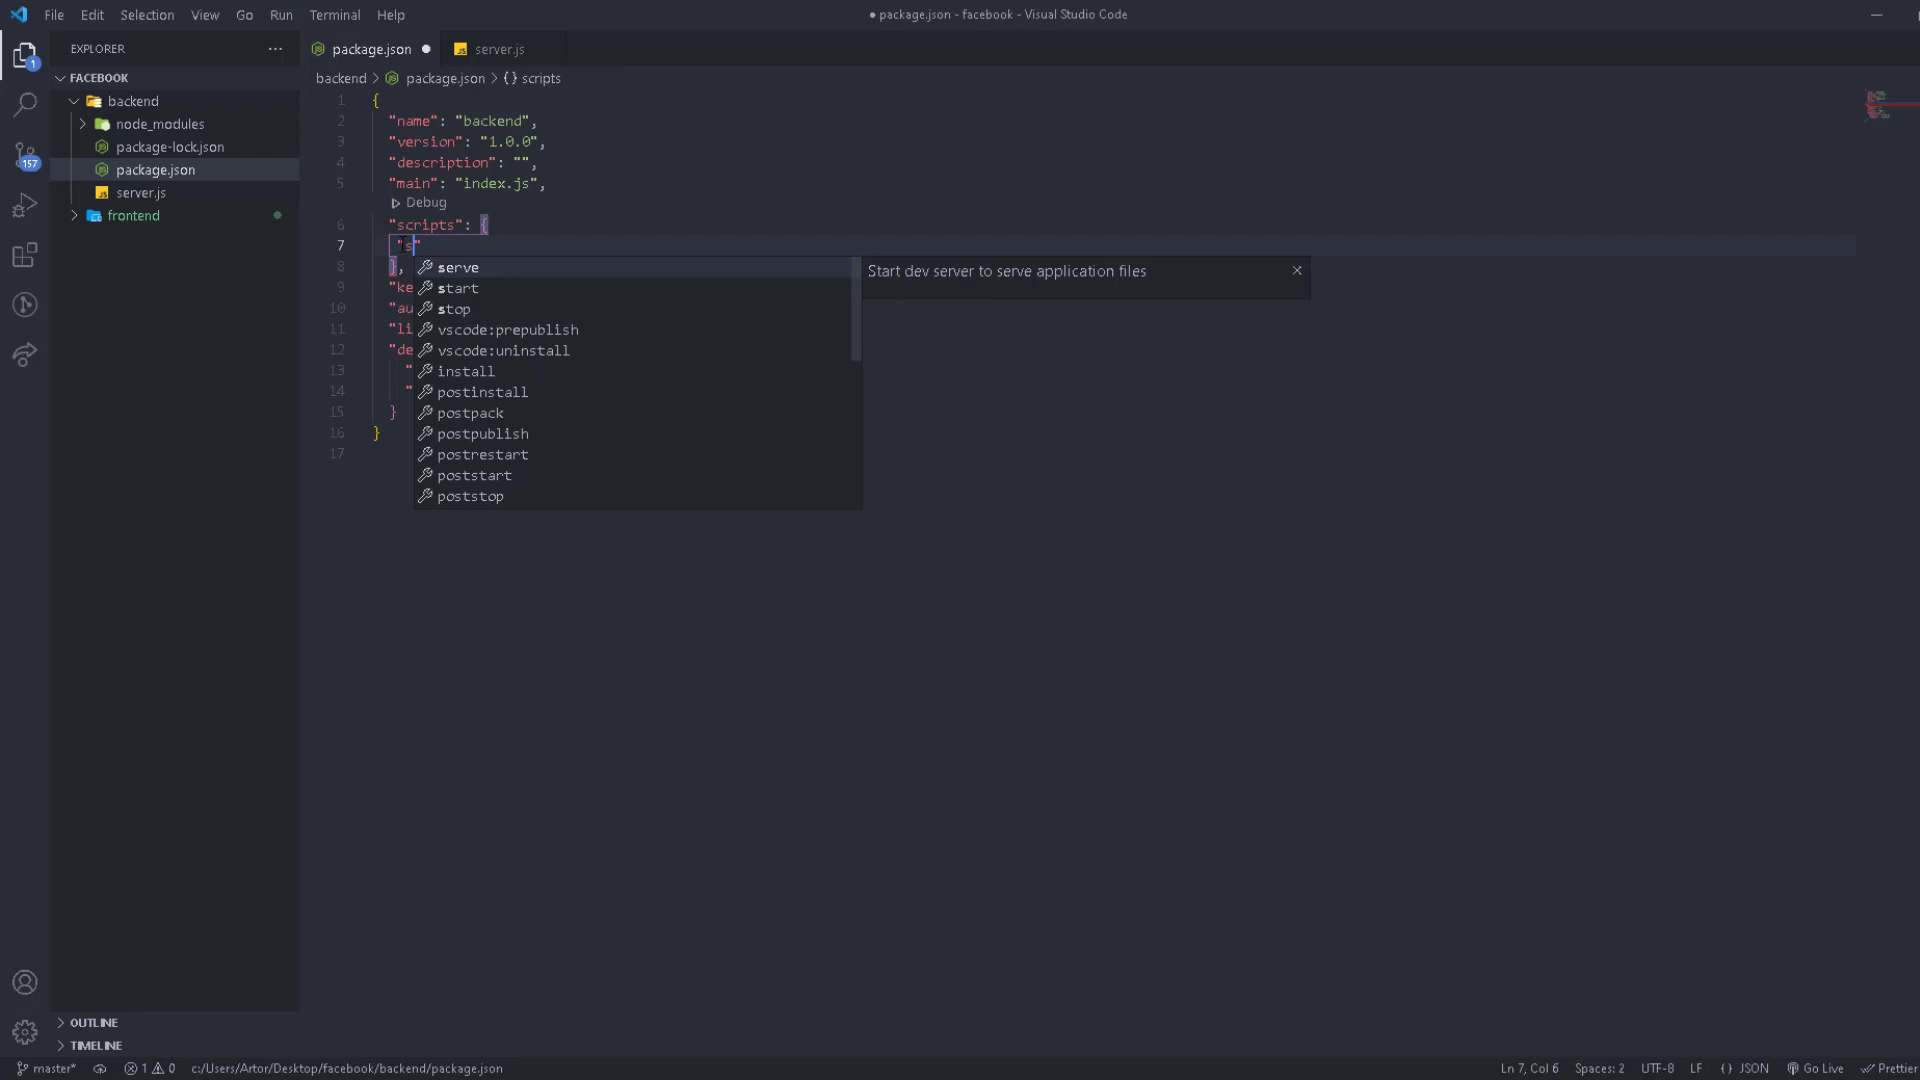 File Edit Selection View Go Run Terminal Help
● package.json - facebook - Visual Studio Code
EXPLORER
package.json
server.js
FACEBOOK
backend > package.json > {} scripts
backend
node_modules
package-lock.json
package.json
server.js
frontend
1
157
1 {
2 "name": "backend",
3 "version": "1.0.0",
4 "description": "",
5 "main": "index.js",
Debug
6 "scripts": {
7 "s"
8 },
9 "ke
10 "au
11 "li
12 "de
13 "
14 "
15 }
16 }
17
serve
start
stop
vscode:prepublish
vscode:uninstall
install
postinstall
postpack
postpublish
postrestart
poststart
poststop
Start dev server to serve application files
OUTLINE
TIMELINE
master* 1 0 c:/Users/Artor/Desktop/facebook/backend/package.json
Ln 7, Col 6 Spaces: 2 UTF-8 LF {} JSON Go Live Prettier